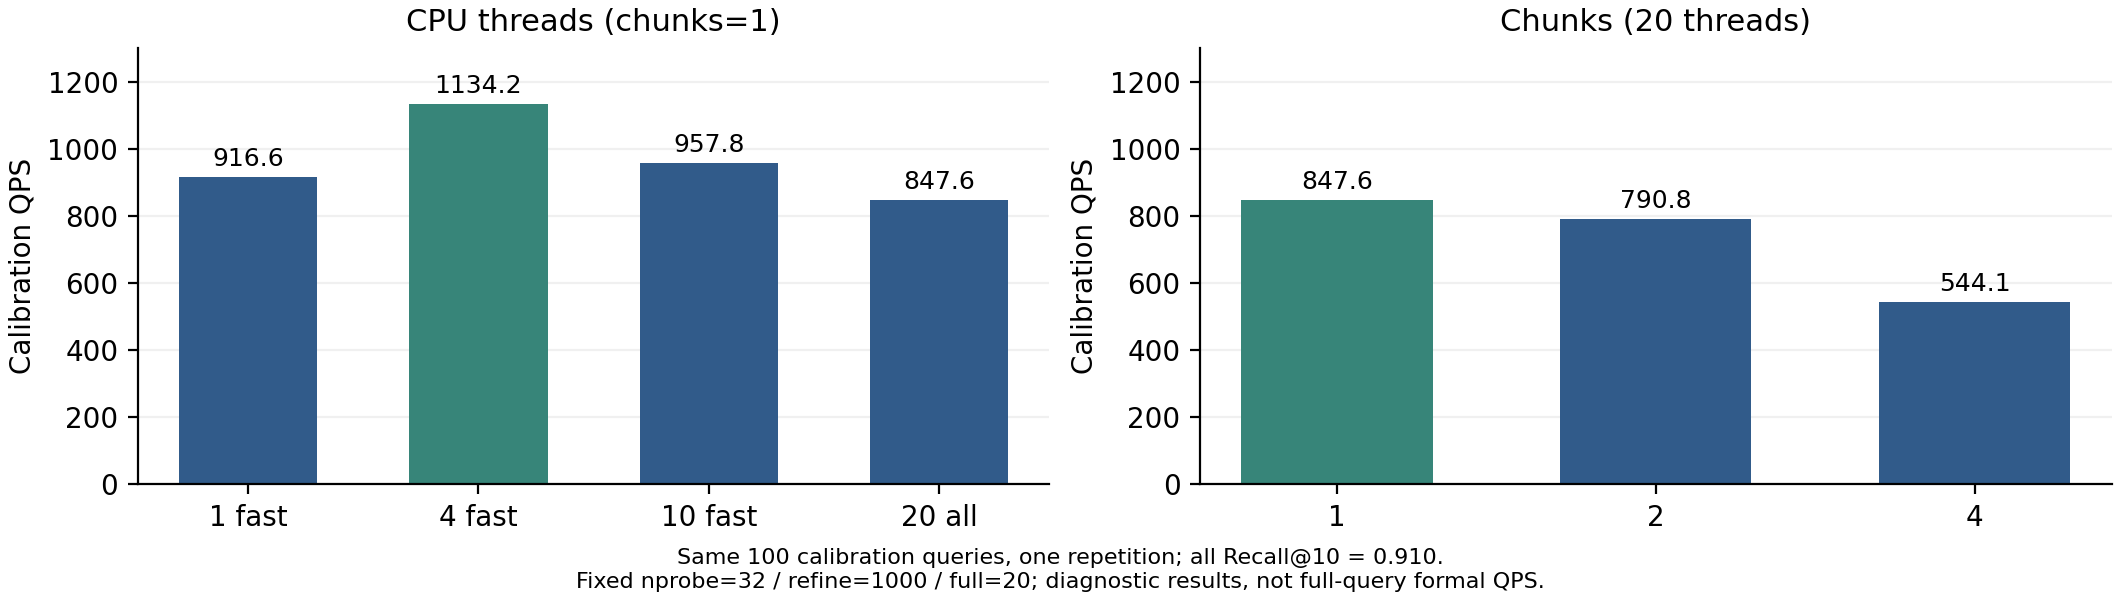 CPU threads (chunks=1)
Calibration QPS
1200
1000
800
600
400
200
0
916.6
1134.2
957.8
847.6
1 fast
4 fast
10 fast
20 all
Chunks (20 threads)
Calibration QPS
1200
1000
800
600
400
200
0
847.6
790.8
544.1
1
2
4
Same 100 calibration queries, one repetition; all Recall@10 = 0.910.
Fixed nprobe=32 / refine=1000 / full=20; diagnostic results, not full-query formal QPS.